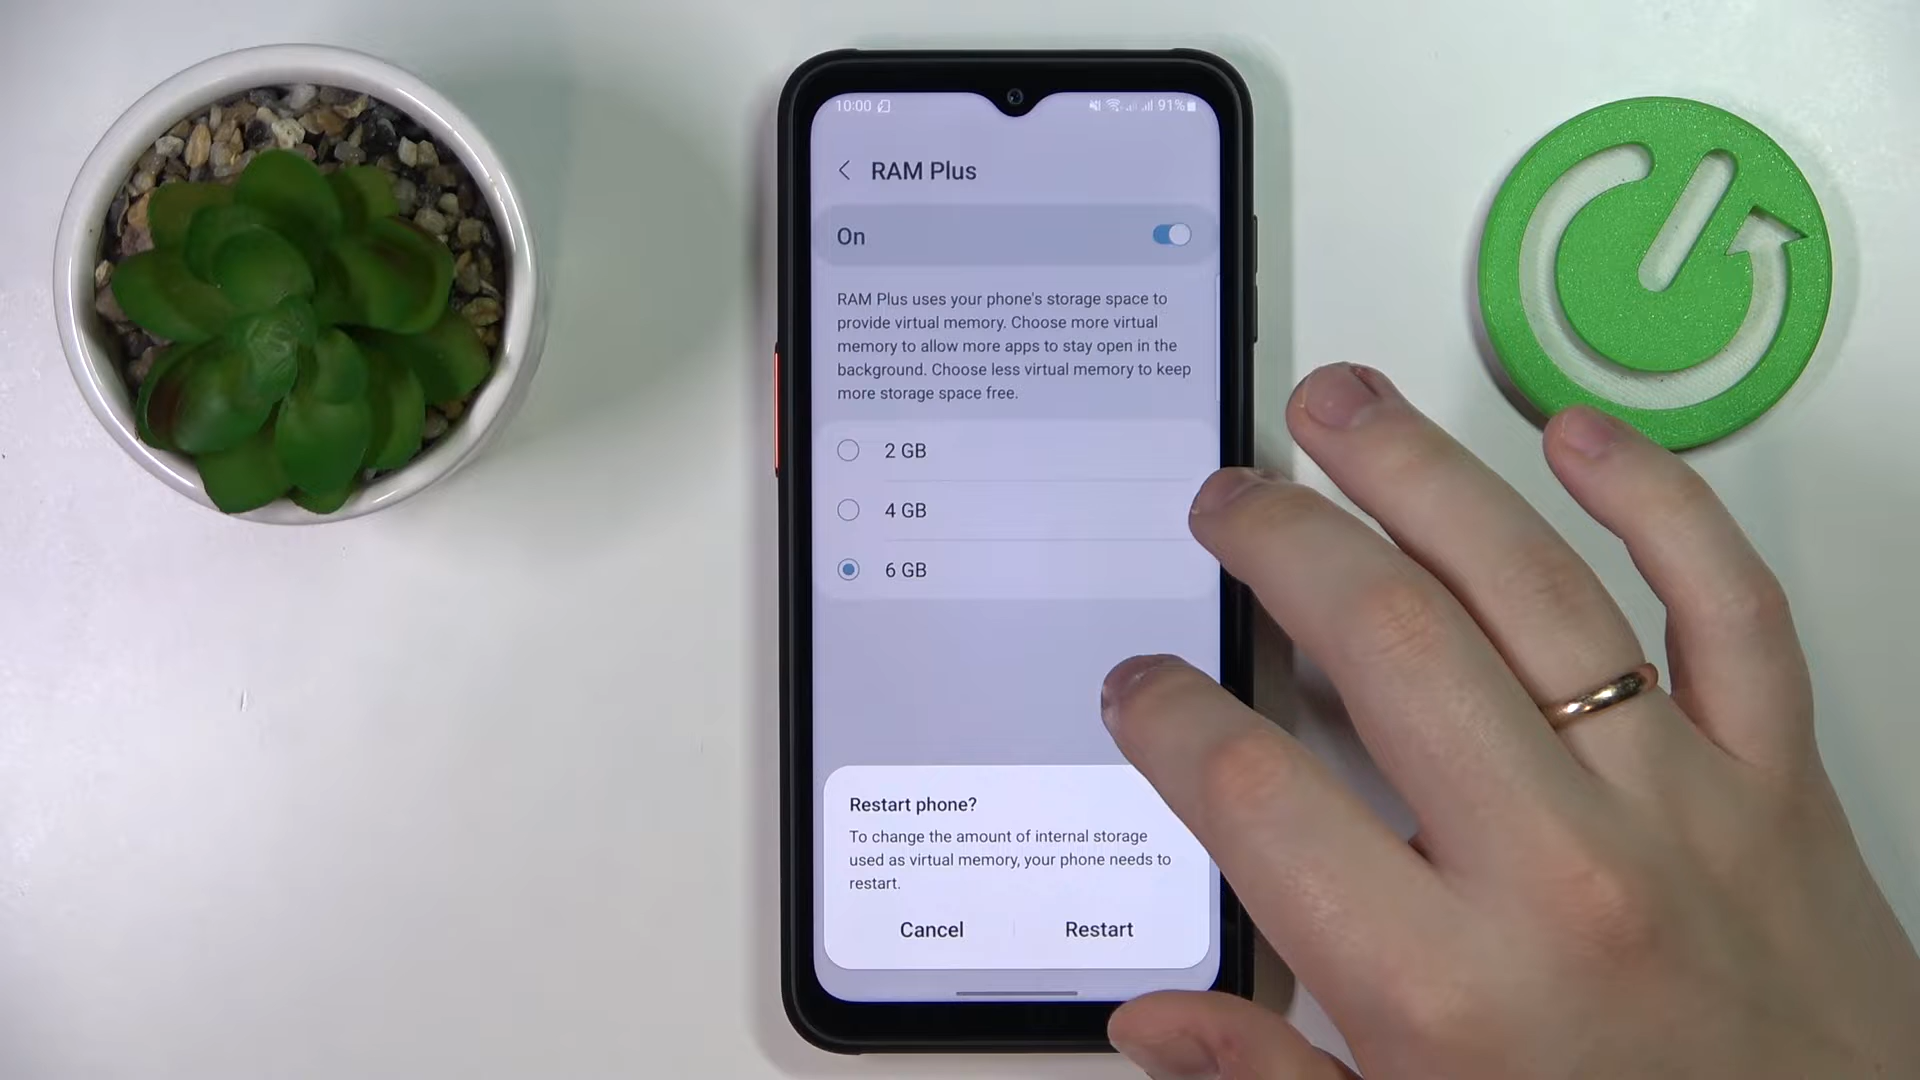 10:00 91%
RAM Plus
On
RAM Plus uses your phone's storage space to
provide virtual memory. Choose more virtual
memory to allow more apps to stay open in the
background. Choose less virtual memory to keep
more storage space free.
2 GB
4 GB
6 GB
Restart phone?
To change the amount of internal storage
used as virtual memory, your phone needs to
restart.
Cancel Restart